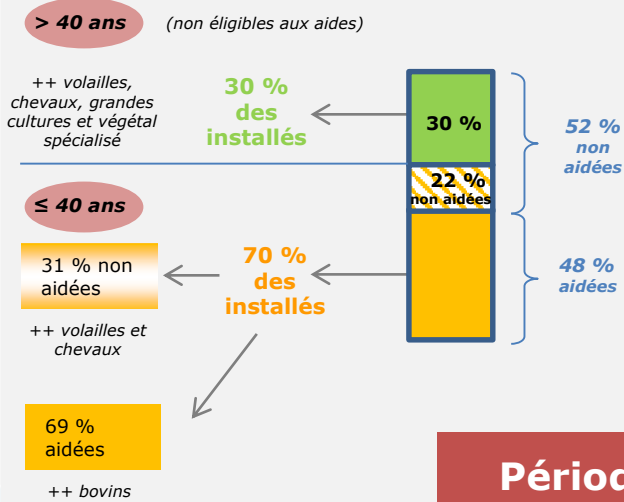 > 40 ans
(non éligibles aux aides)
++ volailles,
chevaux, grandes
cultures et végétal
spécialisé
30 %
des
installés
30 %
52 %
non
aidées
22 %
non aidées
≤ 40 ans
31 % non
aidées
70 %
des
installés
48 %
aidées
++ volailles et
chevaux
69 %
aidées
++ bovins
Périod